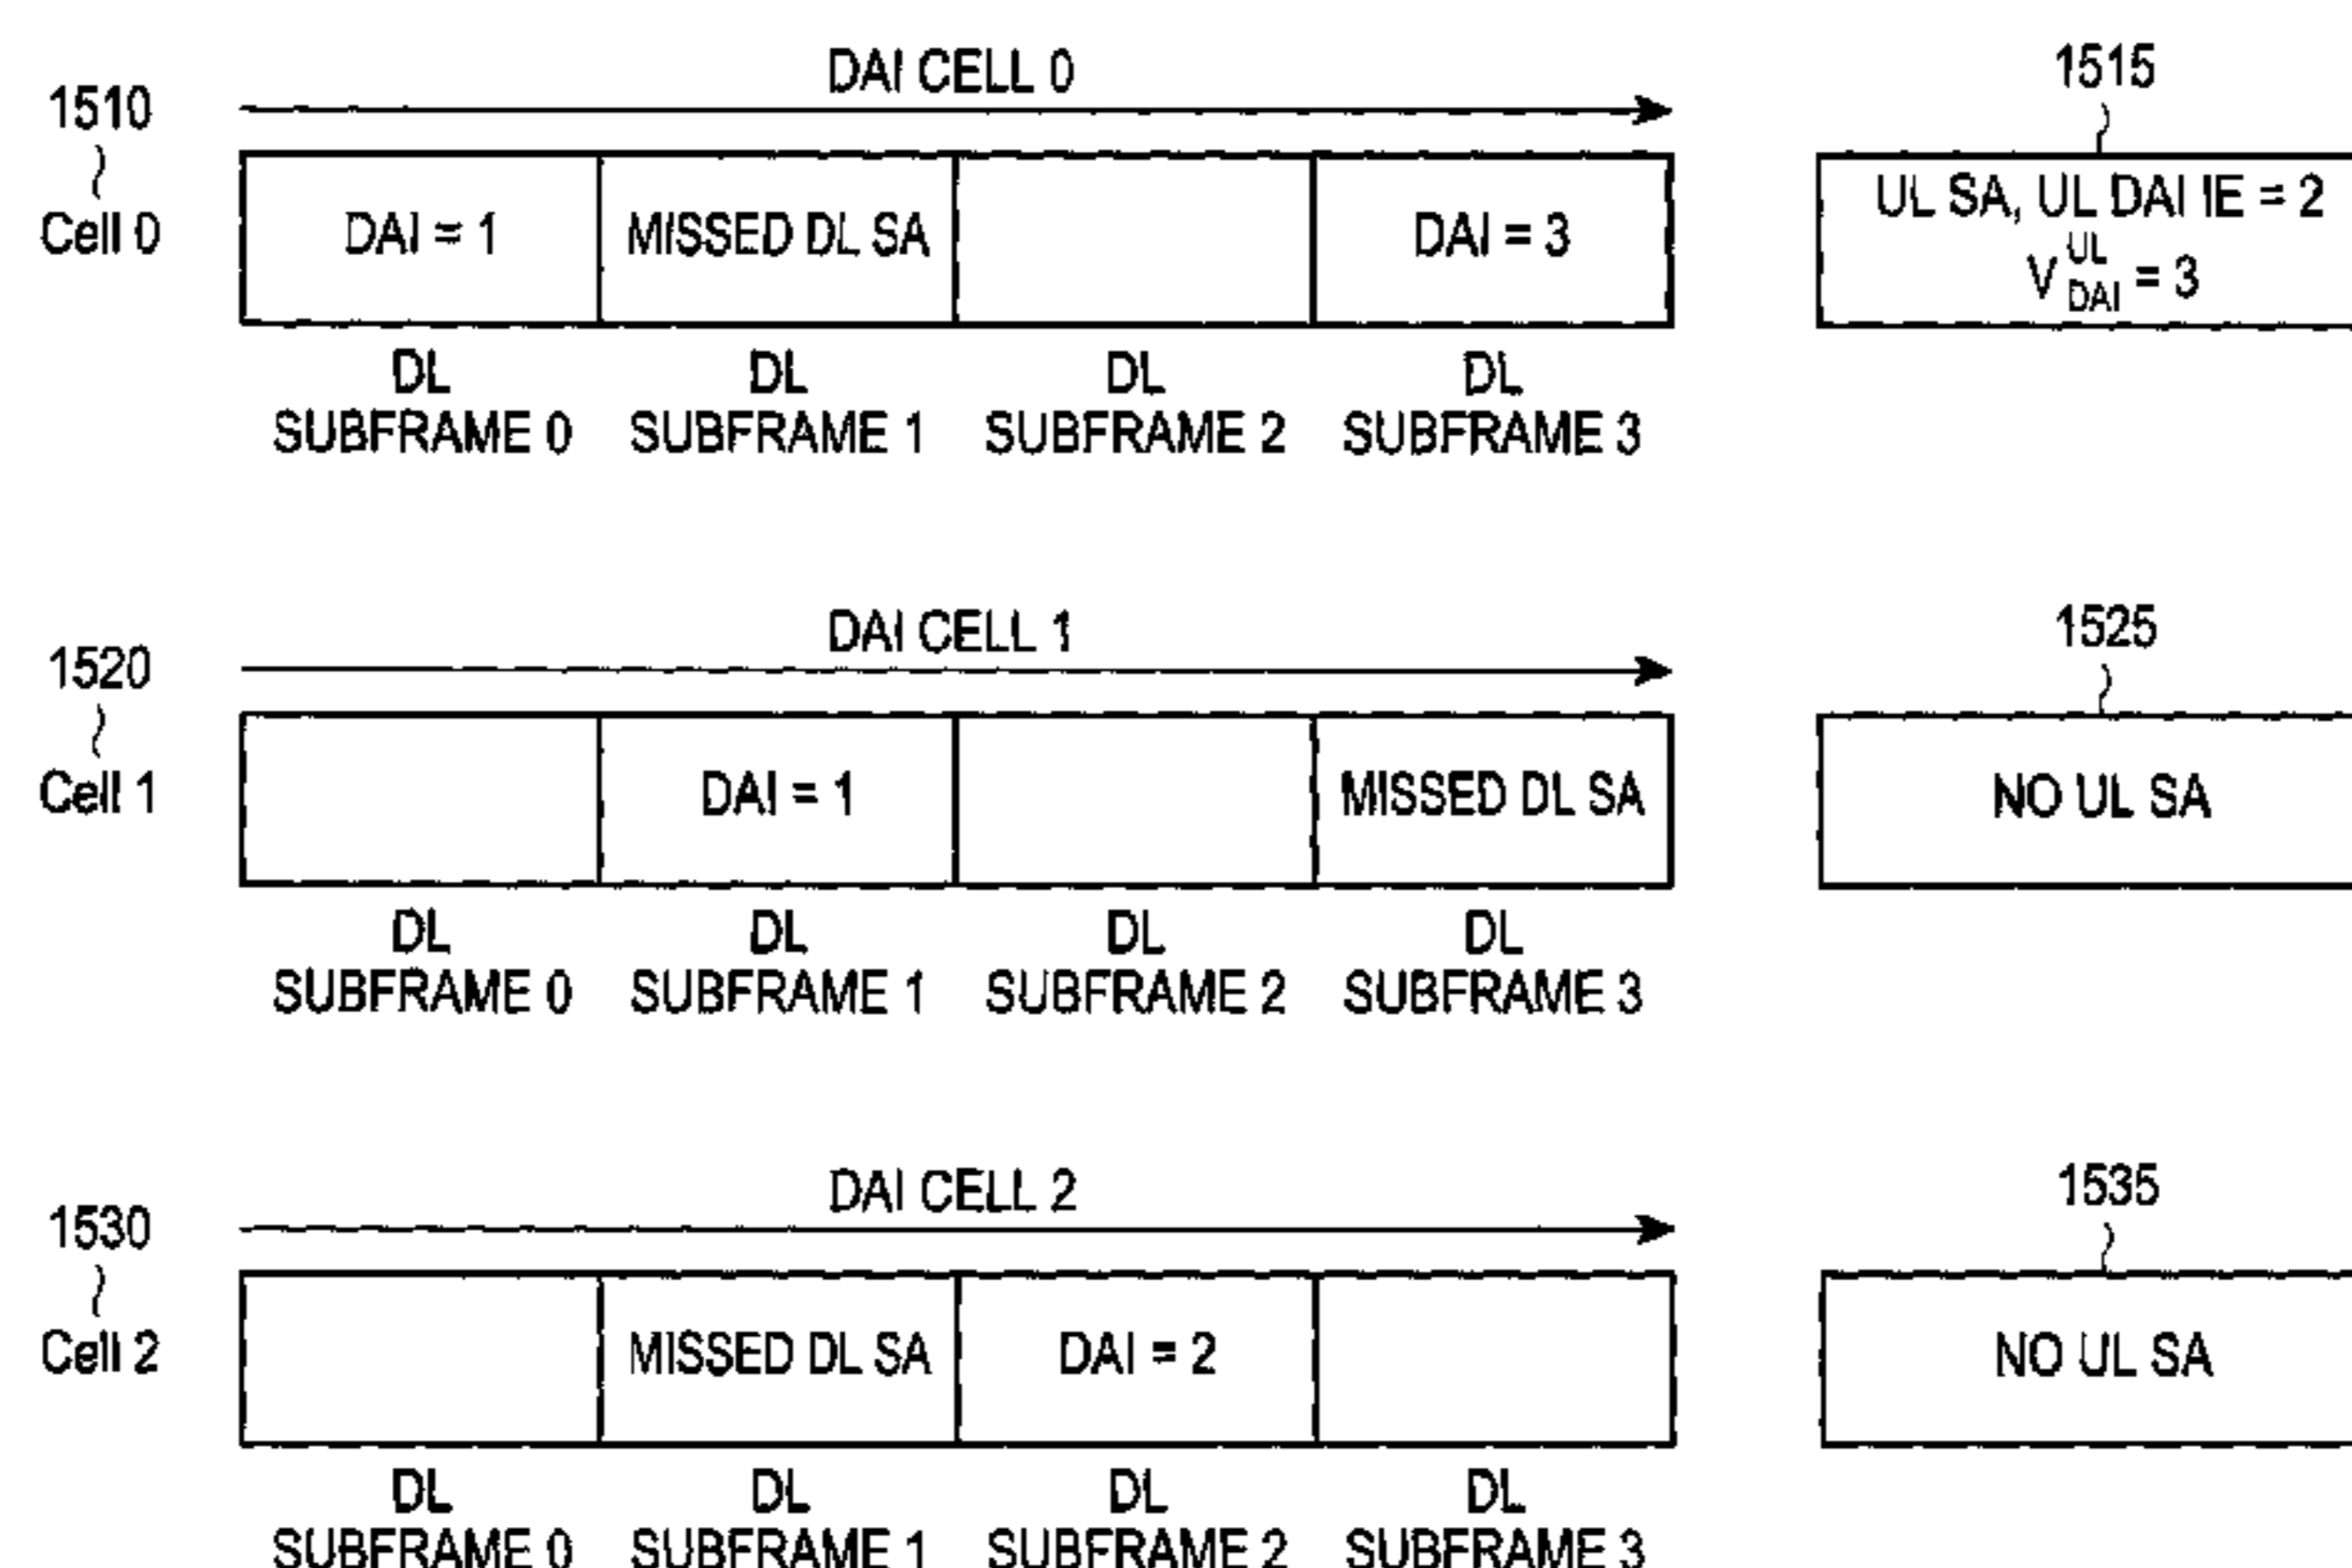 DAI CELL 0
1510
1515
Cell 0
DAI = 1
MISSED DL SA
DAI = 3
UL SA, UL DAI IE = 2
V UL DAI = 3
DL SUBFRAME 0
DL SUBFRAME 1
DL SUBFRAME 2
DL SUBFRAME 3
DAI CELL 1
1520
1525
Cell 1
DAI = 1
MISSED DL SA
NO UL SA
DL SUBFRAME 0
DL SUBFRAME 1
DL SUBFRAME 2
DL SUBFRAME 3
DAI CELL 2
1530
1535
Cell 2
MISSED DL SA
DAI = 2
NO UL SA
DL SUBFRAME 0
DL SUBFRAME 1
DL SUBFRAME 2
DL SUBFRAME 3